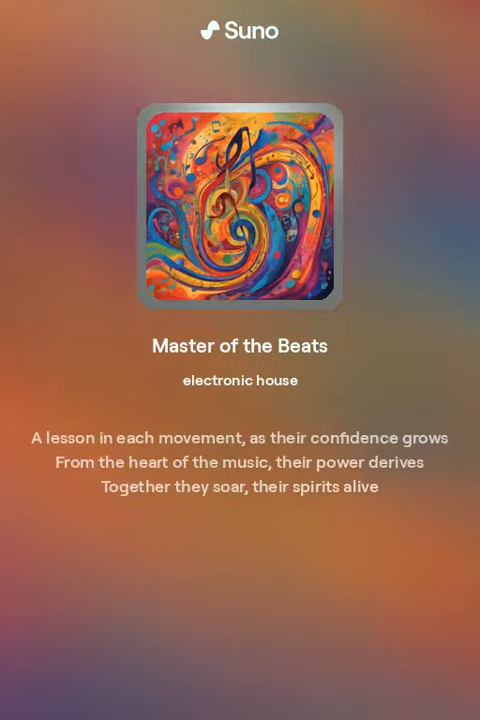 Suno
Master of the Beats
electronic house
A lesson in each movement, as their confidence grows
From the heart of the music, their power derives
Together they soar, their spirits alive